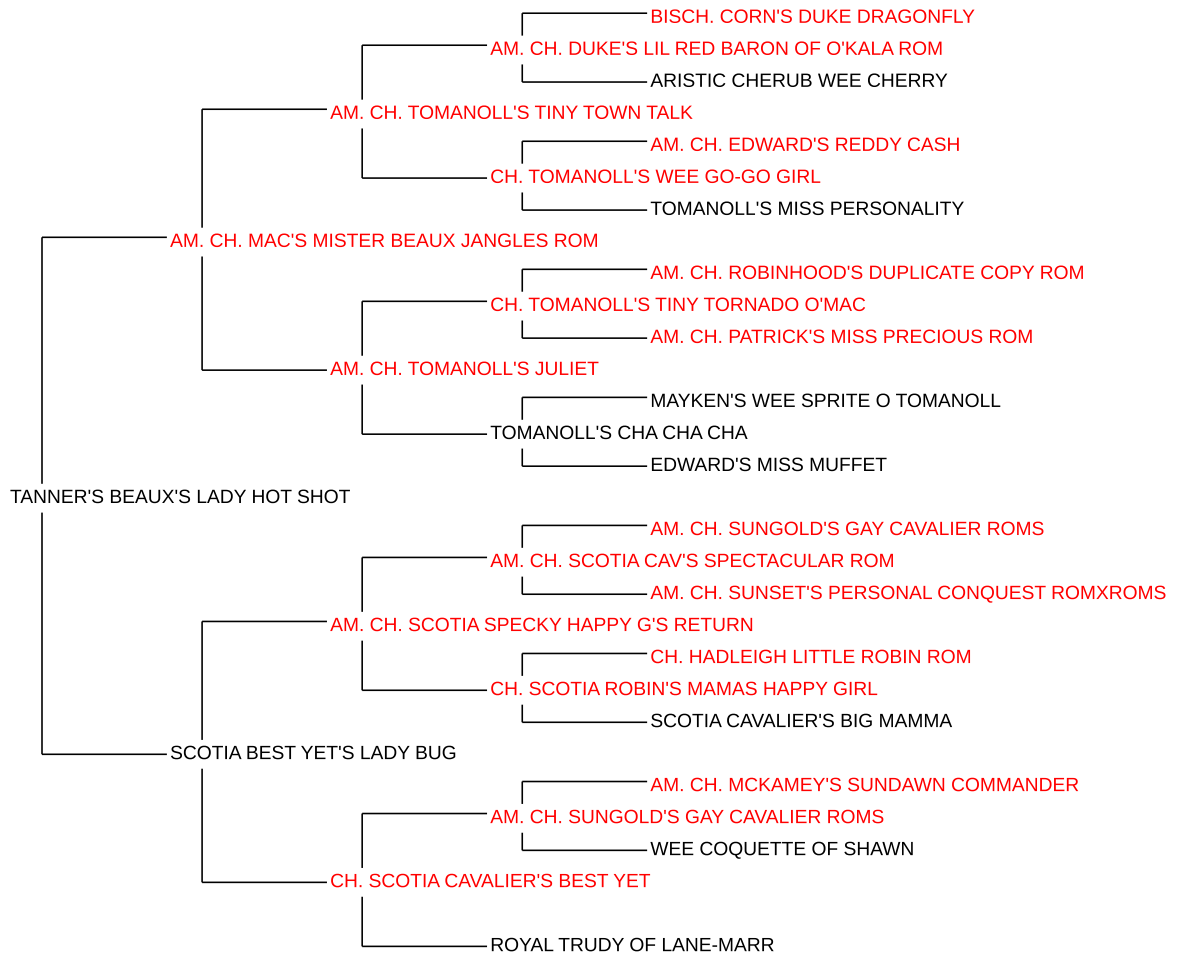 BISCH. CORN'S DUKE DRAGONFLY
AM. CH. DUKE'S LIL RED BARON OF O'KALA ROM
ARISTIC CHERUB WEE CHERRY
AM. CH. TOMANOLL'S TINY TOWN TALK
AM. CH. EDWARD'S REDDY CASH
CH. TOMANOLL'S WEE GO-GO GIRL
TOMANOLL'S MISS PERSONALITY
AM. CH. MAC'S MISTER BEAUX JANGLES ROM
AM. CH. ROBINHOOD'S DUPLICATE COPY ROM
CH. TOMANOLL'S TINY TORNADO O'MAC
AM. CH. PATRICK'S MISS PRECIOUS ROM
AM. CH. TOMANOLL'S JULIET
MAYKEN'S WEE SPRITE O TOMANOLL
TOMANOLL'S CHA CHA CHA
EDWARD'S MISS MUFFET
TANNER'S BEAUX'S LADY HOT SHOT
AM. CH. SUNGOLD'S GAY CAVALIER ROMS
AM. CH. SCOTIA CAV'S SPECTACULAR ROM
AM. CH. SUNSET'S PERSONAL CONQUEST ROMXROMS
AM. CH. SCOTIA SPECKY HAPPY G'S RETURN
CH. HADLEIGH LITTLE ROBIN ROM
CH. SCOTIA ROBIN'S MAMAS HAPPY GIRL
SCOTIA CAVALIER'S BIG MAMMA
SCOTIA BEST YET'S LADY BUG
AM. CH. MCKAMEY'S SUNDAWN COMMANDER
AM. CH. SUNGOLD'S GAY CAVALIER ROMS
WEE COQUETTE OF SHAWN
CH. SCOTIA CAVALIER'S BEST YET
ROYAL TRUDY OF LANE-MARR